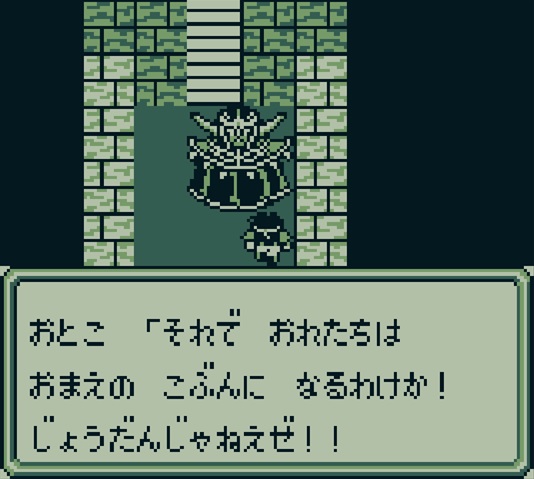 おとこ 「それで おれたちは
おまえの こぶんに なるわけか！
じょうだんじゃねえぜ！！